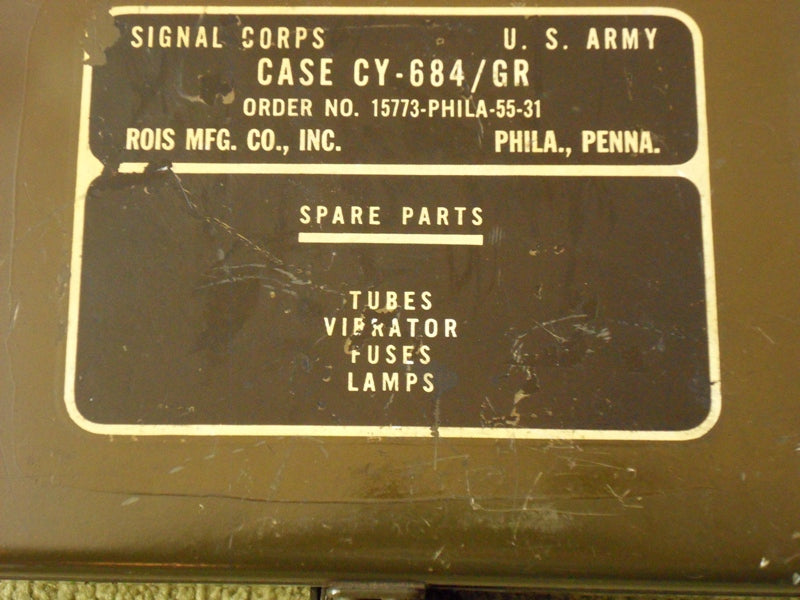 SIGNAL CORPS U. S. ARMY
CASE CY-684/GR
ORDER NO. 15773-PHILA-55-31
ROIS MFG. CO., INC. PHILA., PENNA.
SPARE PARTS
TUBES
VIBRATOR
FUSES
LAMPS